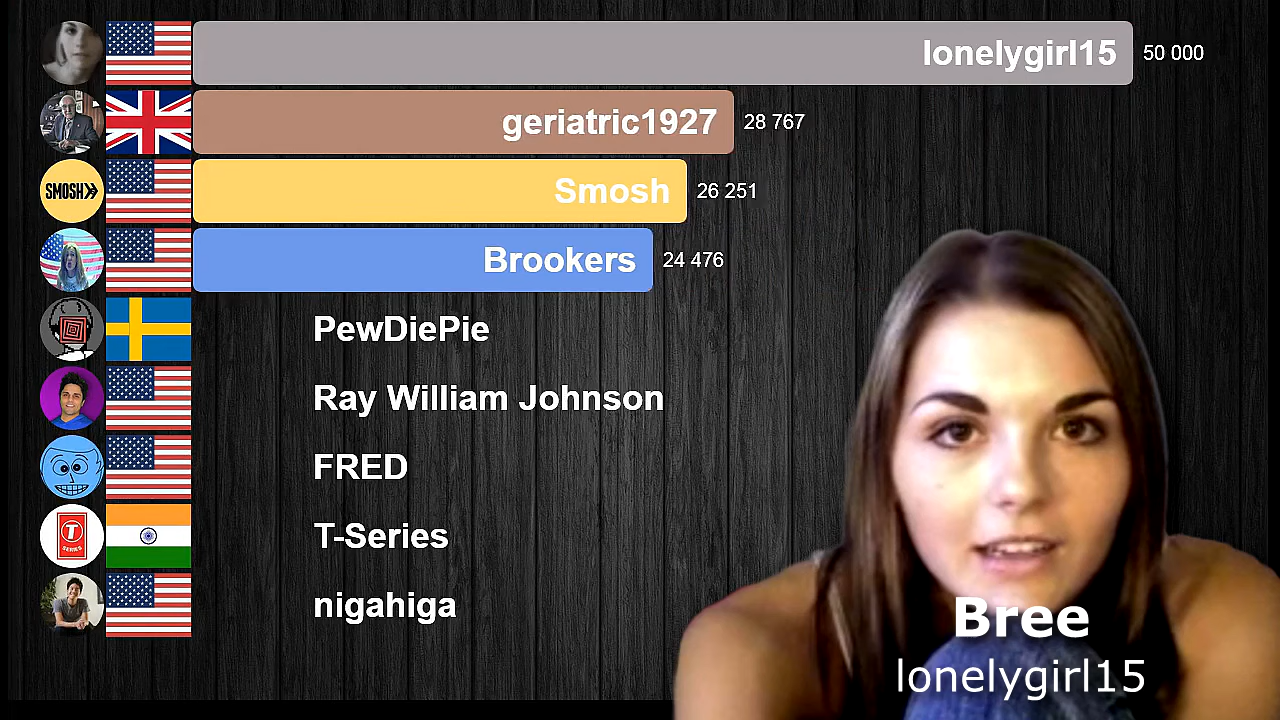 lonelygirl15 50 000
geriatric1927 28 767
SMOSH
Smosh 26 251
Brookers 24 476
PewDiePie
Ray William Johnson
FRED
T
SERIES
T-Series
nigahiga
Bree
lonelygirl15